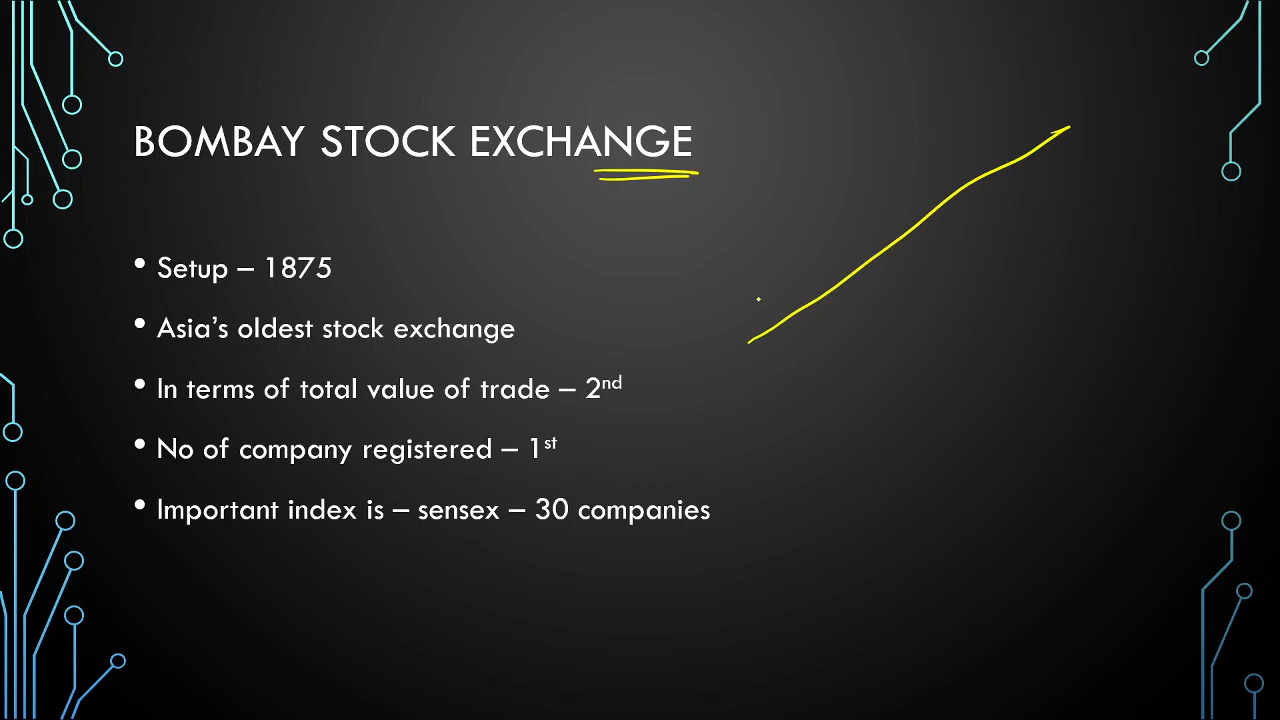 BOMBAY STOCK EXCHANGE
• Setup – 1875
• Asia's oldest stock exchange
• In terms of total value of trade – 2nd
• No of company registered – 1st
• Important index is – sensex – 30 companies